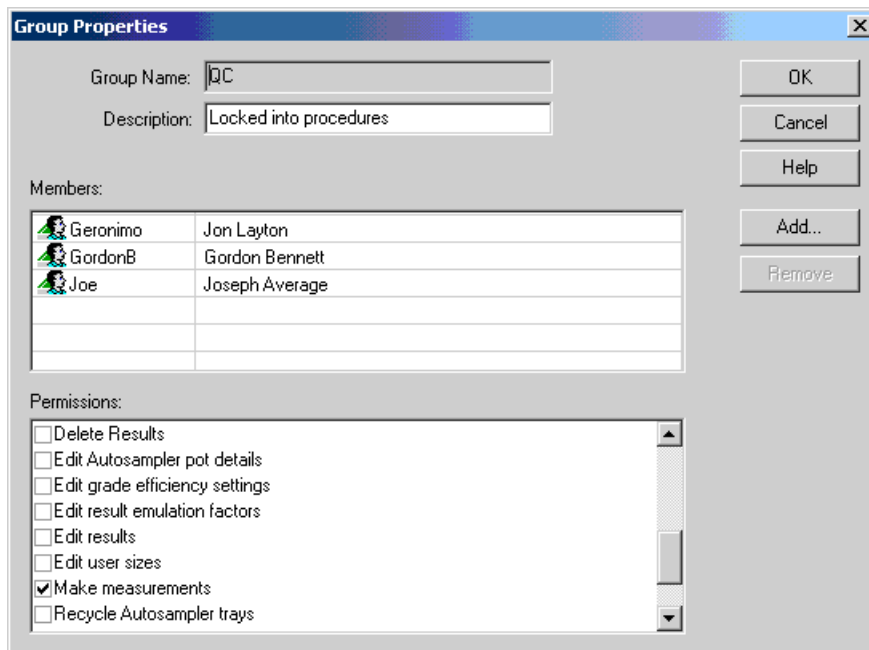 Group Properties
Group Name: QC
OK
Description: Locked into procedures
Cancel
Help
Members:
Geronimo Jon Layton
Add...
GordonB Gordon Bennett
Joe Joseph Average
Remove
Permissions:
Delete Results
Edit Autosampler pot details
Edit grade efficiency settings
Edit result emulation factors
Edit results
Edit user sizes
Make measurements
Recycle Autosampler trays